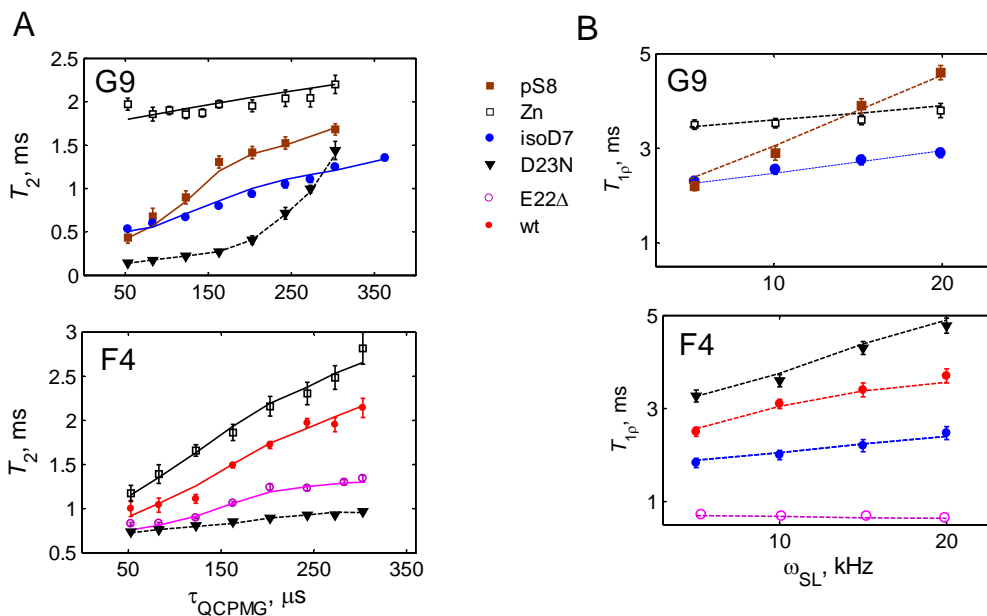 A
B
G9
T₂, ms
2.5
2
1.5
1
0.5
0
50
150
250
350
pS8
Zn
isoD7
D23N
E22Δ
wt
G9
T₁ρ, ms
5
3
1
10
20
F4
T₂, ms
3
2.5
2
1.5
1
0.5
50
150
250
350
τQCPMG, μs
F4
T₁ρ, ms
5
3
1
10
20
ωSL, kHz